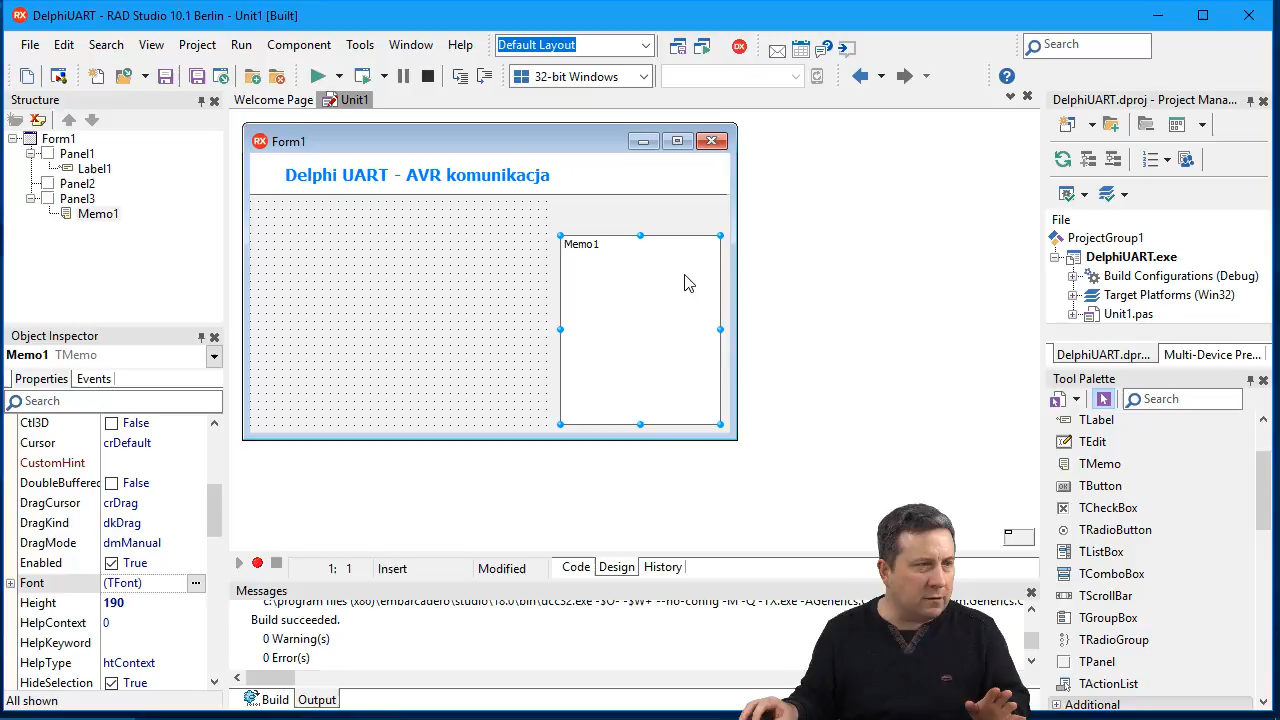 DelphiUART - RAD Studio 10.1 Berlin - Unit1 [Built]
File Edit Search View Project Run Component Tools Window Help Default Layout Search
32-bit Windows
Structure
Form1
Panel1
Label1
Panel2
Panel3
Memo1
Object Inspector
Memo1 TMemo
Properties Events
Search
Ctl3D False
Cursor crDefault
CustomHint
DoubleBuffered False
DragCursor crDrag
DragKind dkDrag
DragMode dmManual
Enabled True
Font (TFont)
Height 190
HelpContext 0
HelpKeyword
HelpType htContext
HideSelection True
All shown
Welcome Page Unit1
Form1
Delphi UART - AVR komunikacja
Memo1
1: 1 Insert Modified Code Design History
Messages
Build succeeded.
0 Warning(s)
0 Error(s)
Build Output
DelphiUART.dproj - Project Mana...
File
ProjectGroup1
DelphiUART.exe
Build Configurations (Debug)
Target Platforms (Win32)
Unit1.pas
DelphiUART.dpr... Multi-Device Pre...
Tool Palette
Search
TLabel
TEdit
TMemo
TButton
TCheckBox
TRadioButton
TListBox
TComboBox
TScrollBar
TGroupBox
TRadioGroup
TPanel
TActionList
Additional